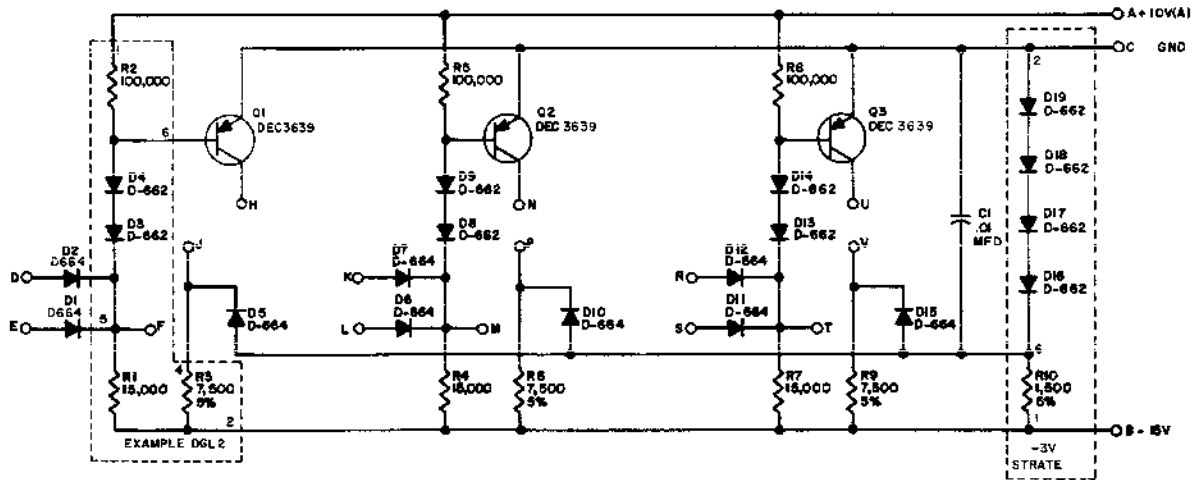 A+10V(A)
C GND
R2
100,000
R5
100,000
R8
100,000
1
2
Q1
DEC3639
Q2
DEC 3639
Q3
DEC 3639
6
D19
D-662
D18
D-662
D17
D-662
D16
D-662
D4
D-662
D3
D-662
D9
D-662
D8
D-662
D14
D-662
D13
D-662
H
N
U
C1
.01
MFD
J
P
V
D2
D664
D
D1
D664
E
5
F
D7
D-664
K
D6
D-664
L
M
D12
D-664
R
D11
D-664
S
T
D5
D-664
D10
D-664
D15
D-664
6
R1
15,000
4
R3
7,500
5%
R4
15,000
R6
7,500
5%
R7
15,000
R9
7,500
5%
R10
1,500
5%
2
1
B - 15V
EXAMPLE DGL2
-3V
STRATE